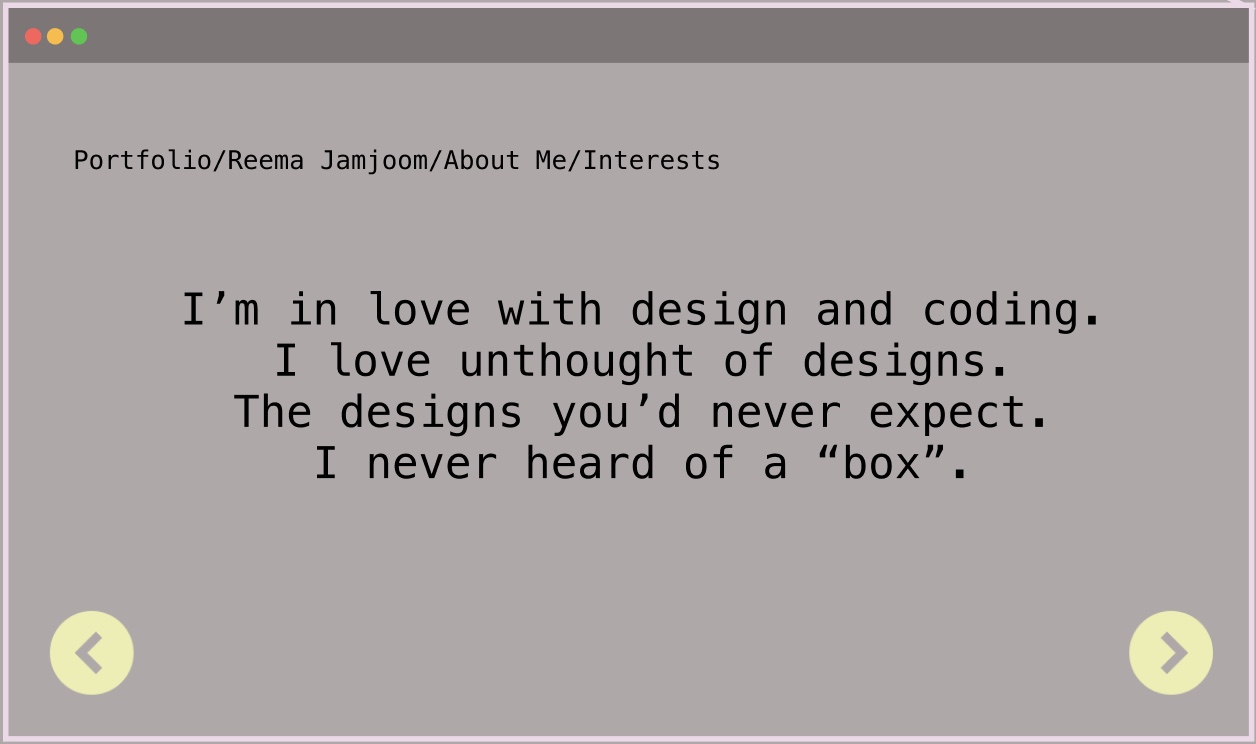 Portfolio/Reema Jamjoom/About Me/Interests
I’m in love with design and coding.
I love unthought of designs.
The designs you’d never expect.
I never heard of a “box”.